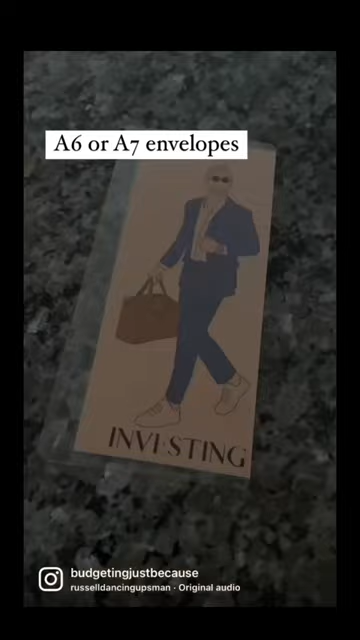 A6 or A7 envelopes
INVESTING
budgetingjustbecause
russelldancingupsman · Original audio